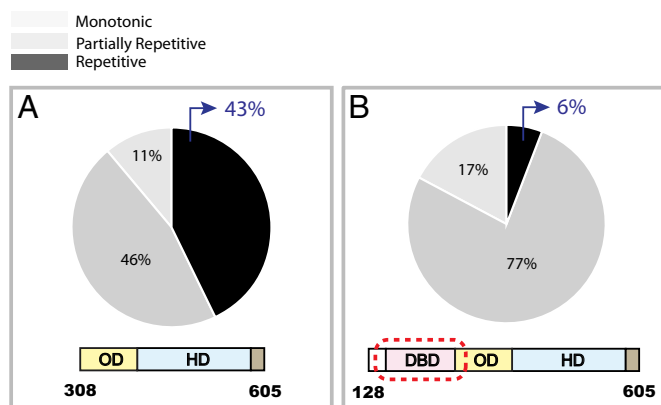 Monotonic
Partially Repetitive
Repetitive
A
43%
11%
46%
OD HD
308 605
B
6%
17%
77%
DBD OD HD
128 605